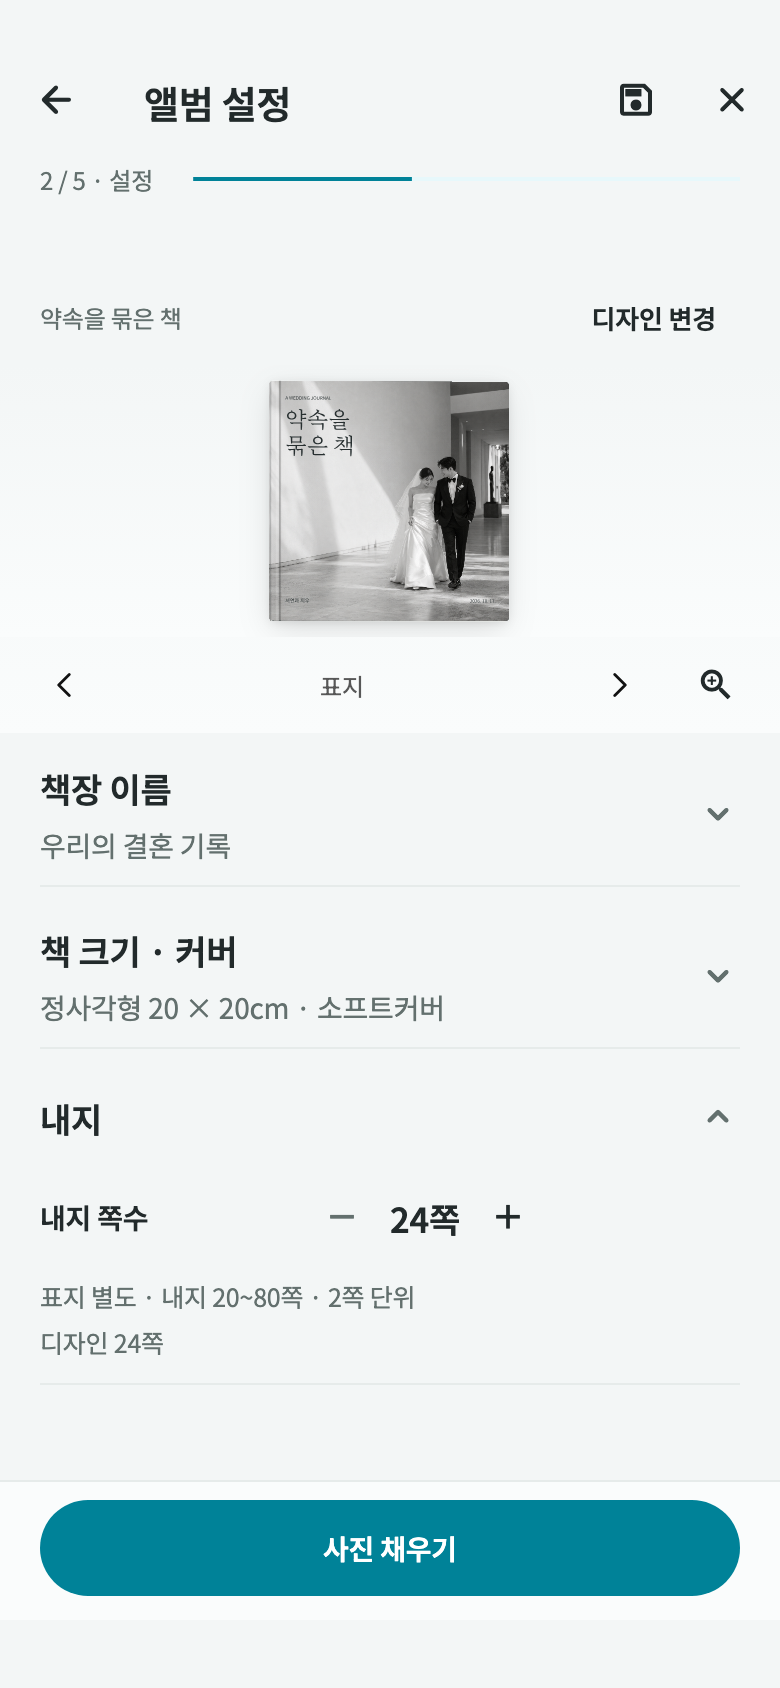 앨범 설정
2 / 5 · 설정
약속을 묶은 책
디자인 변경
A WEDDING JOURNAL
약속을
묶은 책
표지
책장 이름
우리의 결혼 기록
책 크기 · 커버
정사각형 20 × 20cm · 소프트커버
내지
내지 쪽수
24쪽
표지 별도 · 내지 20~80쪽 · 2쪽 단위
디자인 24쪽
사진 채우기